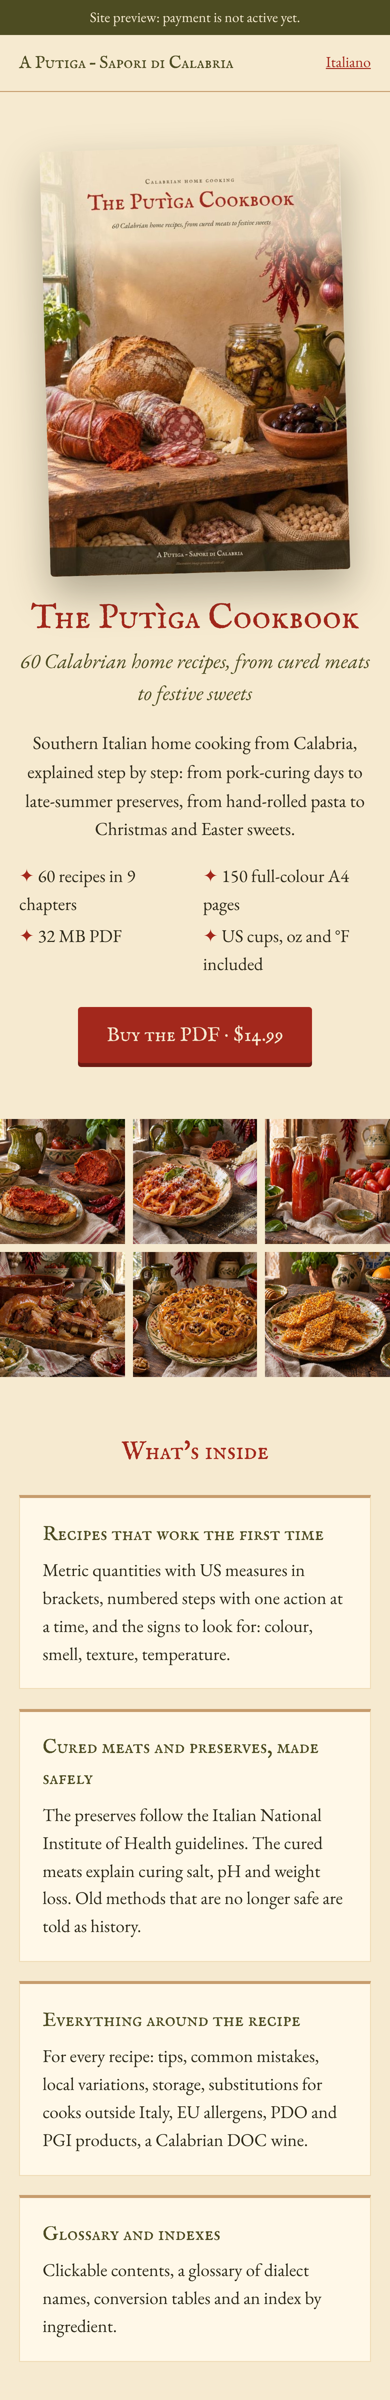 Site preview: payment is not active yet.
A Putiga - Sapori di Calabria
Italiano
Calabrian home cooking
The Putìga Cookbook
60 Calabrian home recipes, from cured meats to festive sweets
A Putiga - Sapori di Calabria
The Putìga Cookbook
60 Calabrian home recipes, from cured meats
to festive sweets
Southern Italian home cooking from Calabria,
explained step by step: from pork-curing days to
late-summer preserves, from hand-rolled pasta to
Christmas and Easter sweets.
✦ 60 recipes in 9
chapters
✦ 150 full-colour A4
pages
✦ 32 MB PDF
✦ US cups, oz and °F
included
Buy the PDF · $14.99
What's inside
Recipes that work the first time
Metric quantities with US measures in
brackets, numbered steps with one action at
a time, and the signs to look for: colour,
smell, texture, temperature.
Cured meats and preserves, made
safely
The preserves follow the Italian National
Institute of Health guidelines. The cured
meats explain curing salt, pH and weight
loss. Old methods that are no longer safe are
told as history.
Everything around the recipe
For every recipe: tips, common mistakes,
local variations, storage, substitutions for
cooks outside Italy, EU allergens, PDO and
PGI products, a Calabrian DOC wine.
Glossary and indexes
Clickable contents, a glossary of dialect
names, conversion tables and an index by
ingredient.